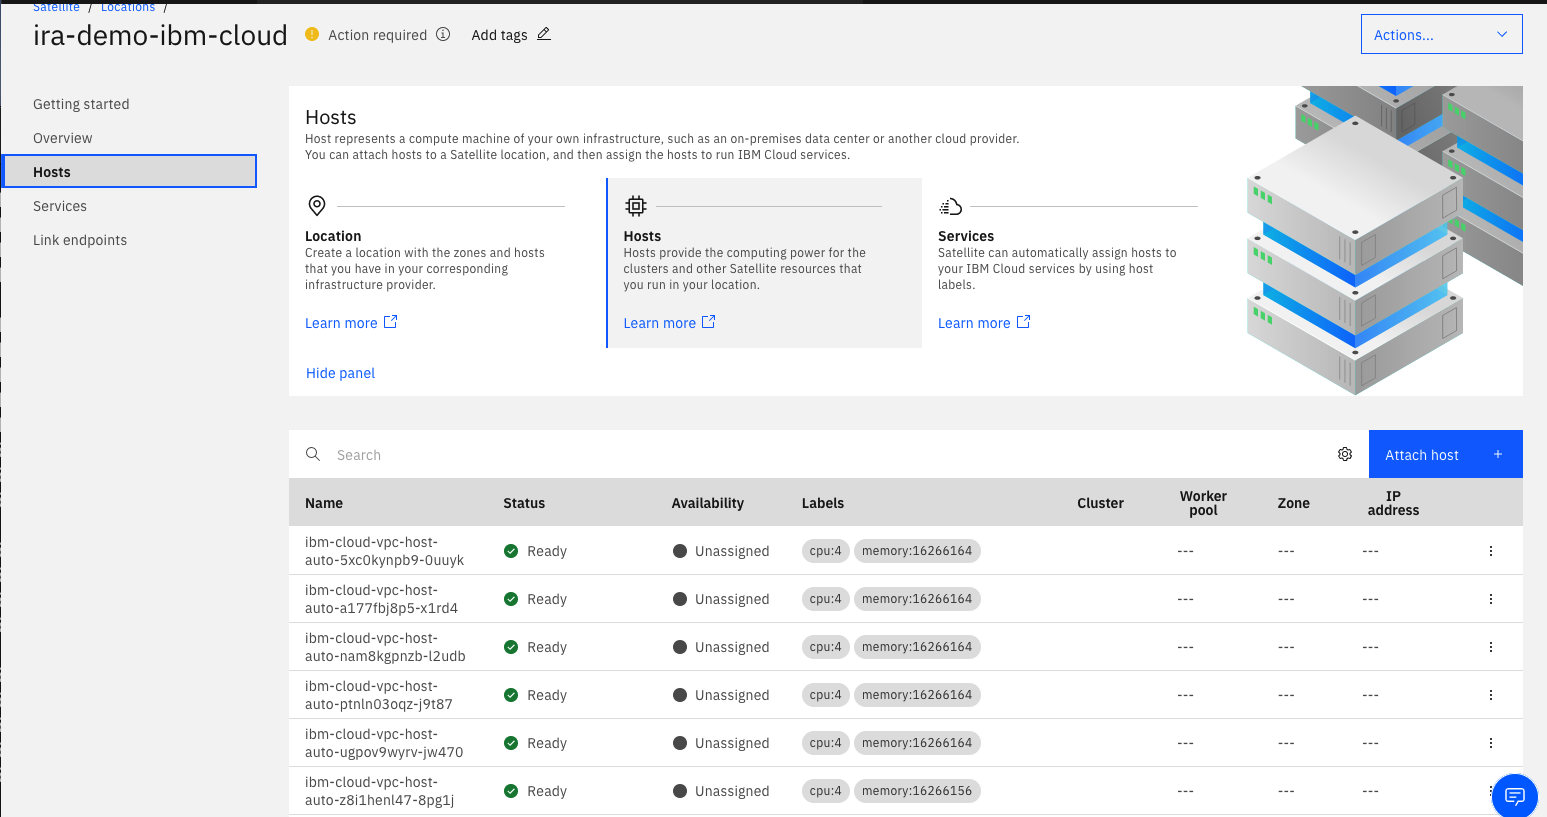 Satellite / Locations /
ira-demo-ibm-cloud
Action required
Add tags
Actions...
Getting started
Overview
Hosts
Services
Link endpoints
Hosts
Host represents a compute machine of your own infrastructure, such as an on-premises data center or another cloud provider.
You can attach hosts to a Satellite location, and then assign the hosts to run IBM Cloud services.
Location
Create a location with the zones and hosts
that you have in your corresponding
infrastructure provider.
Learn more
Hosts
Hosts provide the computing power for the
clusters and other Satellite resources that
you run in your location.
Learn more
Services
Satellite can automatically assign hosts to
your IBM Cloud services by using host
labels.
Learn more
Hide panel
Search
Attach host +
Name Status Availability Labels Cluster Worker pool Zone IP address
ibm-cloud-vpc-host-
auto-5xc0kynpb9-0uuyk Ready Unassigned cpu:4 memory:16266164 --- --- ---
ibm-cloud-vpc-host-
auto-a177fbj8p5-x1rd4 Ready Unassigned cpu:4 memory:16266164 --- --- ---
ibm-cloud-vpc-host-
auto-nam8kgpnzb-l2udb Ready Unassigned cpu:4 memory:16266164 --- --- ---
ibm-cloud-vpc-host-
auto-ptnln03oqz-j9t87 Ready Unassigned cpu:4 memory:16266164 --- --- ---
ibm-cloud-vpc-host-
auto-ugpov9wyrv-jw470 Ready Unassigned cpu:4 memory:16266164 --- --- ---
ibm-cloud-vpc-host-
auto-z8i1henl47-8pg1j Ready Unassigned cpu:4 memory:16266156 --- --- ---